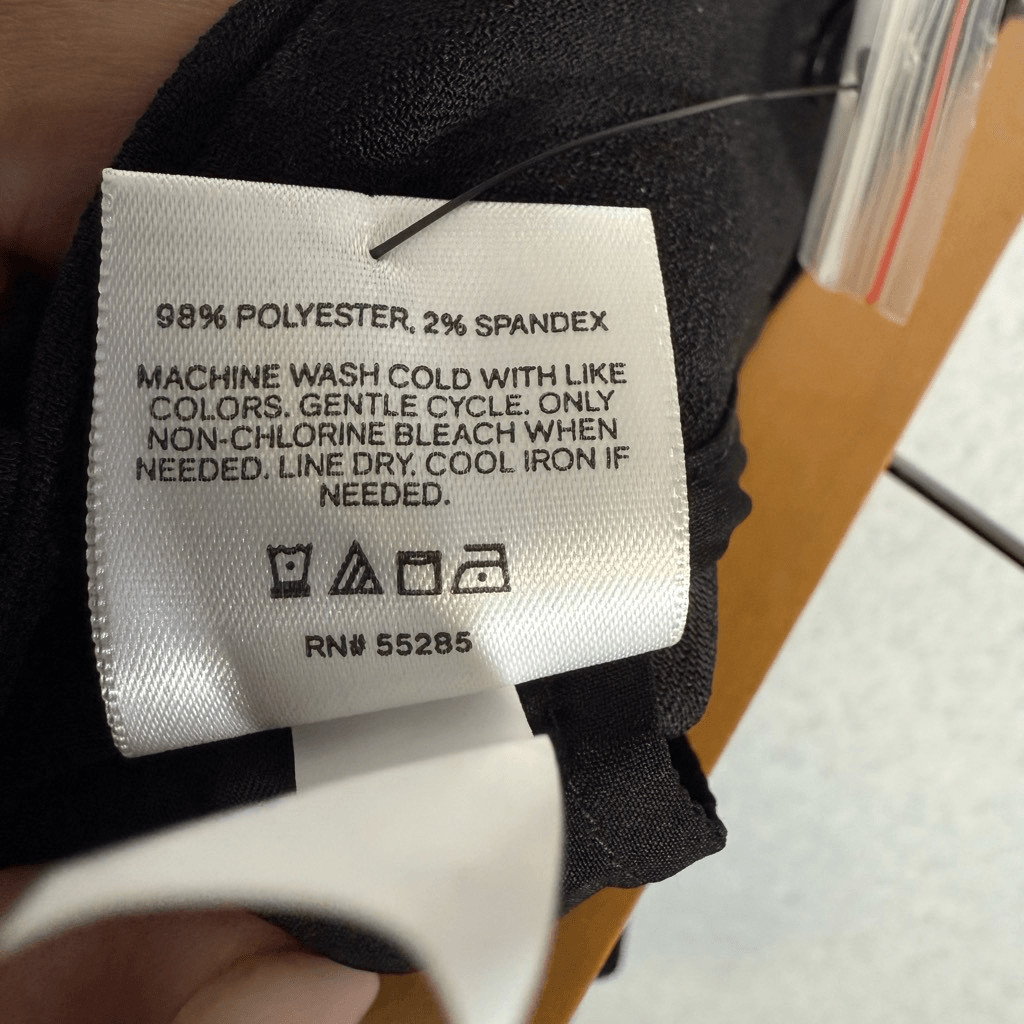 98% POLYESTER, 2% SPANDEX
MACHINE WASH COLD WITH LIKE
COLORS. GENTLE CYCLE. ONLY
NON-CHLORINE BLEACH WHEN
NEEDED. LINE DRY. COOL IRON IF
NEEDED.
RN# 55285